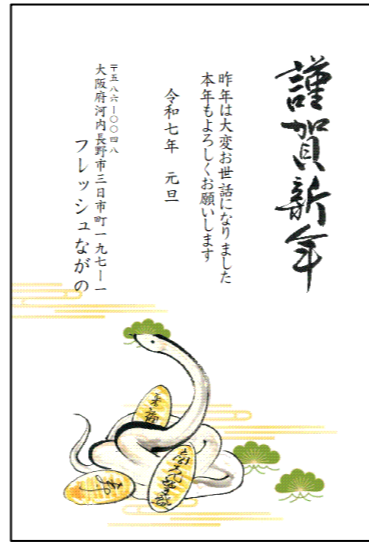 謹賀新年
昨年は大変お世話になりました
本年もよろしくお願いします
令和七年　元旦
〒五八六ー〇〇四八
大阪府河内長野市三日市町一九七ー一
フレッシュながの